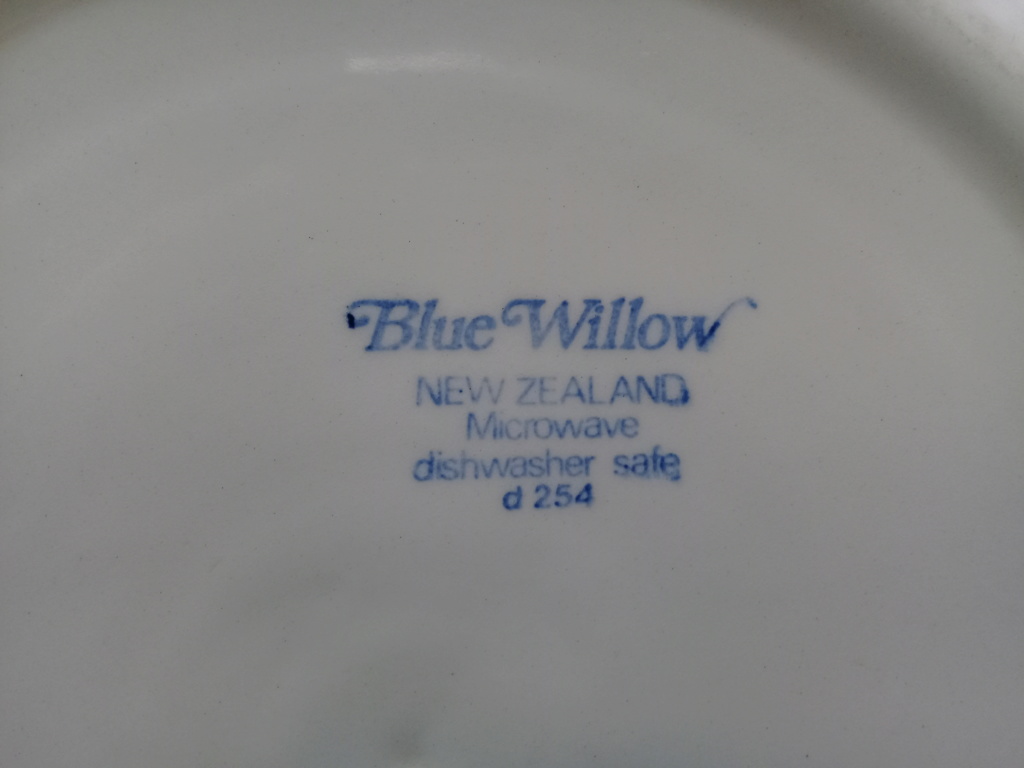 Blue Willow
NEW ZEALAND
Microwave
dishwasher safe
d 254